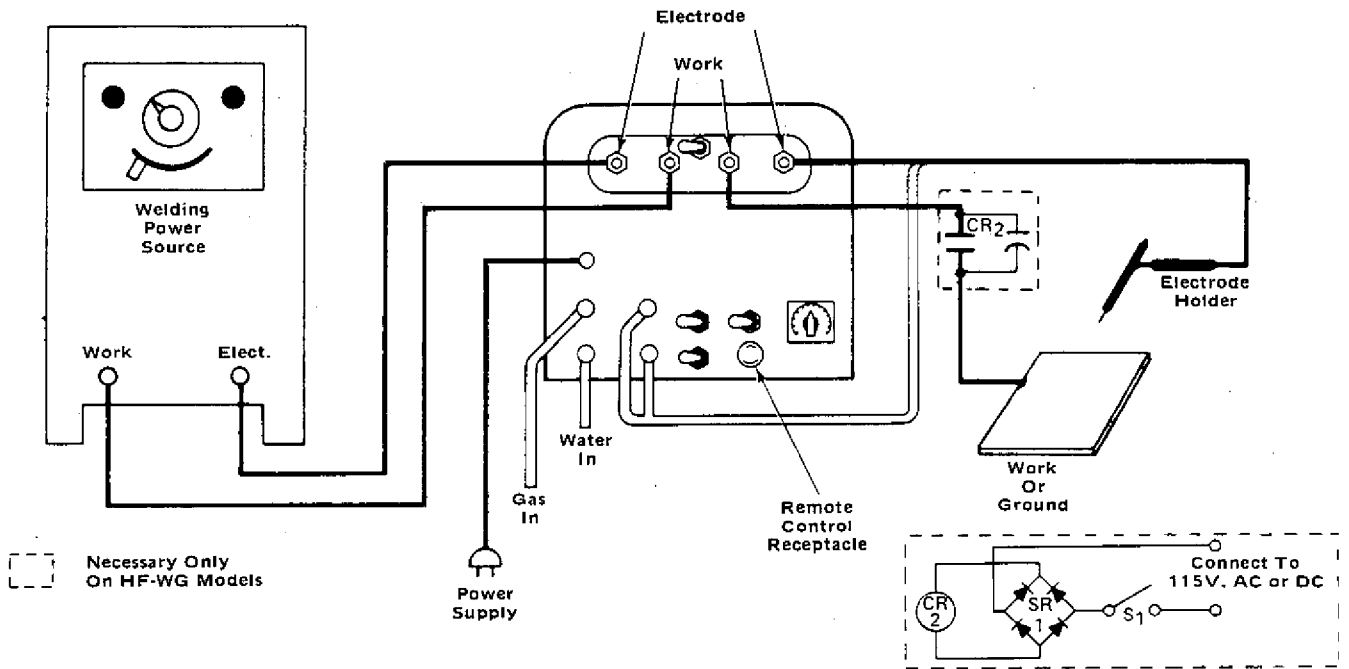 Electrode
Work
Welding
Power
Source
Work
Elect.
CR2
Electrode
Holder
Water
In
Gas
In
Work
Or
Ground
Remote
Control
Receptacle
Necessary Only
On HF-WG Models
Power
Supply
Connect To
115V. AC or DC
CR
2
SR
1
S1